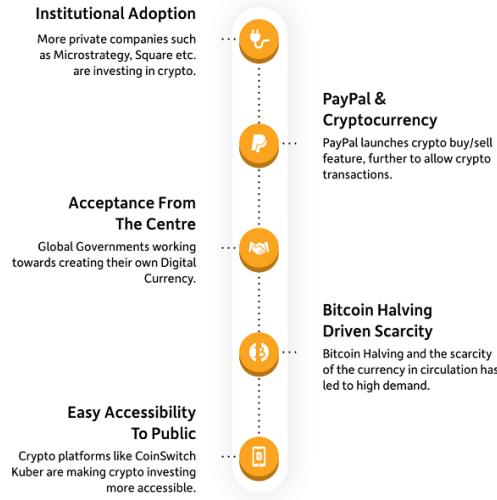 Institutional Adoption
More private companies such
as Microstrategy, Square etc.
are investing in crypto.
PayPal &
Cryptocurrency
PayPal launches crypto buy/sell
feature, further to allow crypto
transactions.
Acceptance From
The Centre
Global Governments working
towards creating their own Digital
Currency.
Bitcoin Halving
Driven Scarcity
Bitcoin Halving and the scarcity
of the currency in circulation has
led to high demand.
Easy Accessibility
To Public
Crypto platforms like CoinSwitch
Kuber are making crypto investing
more accessible.